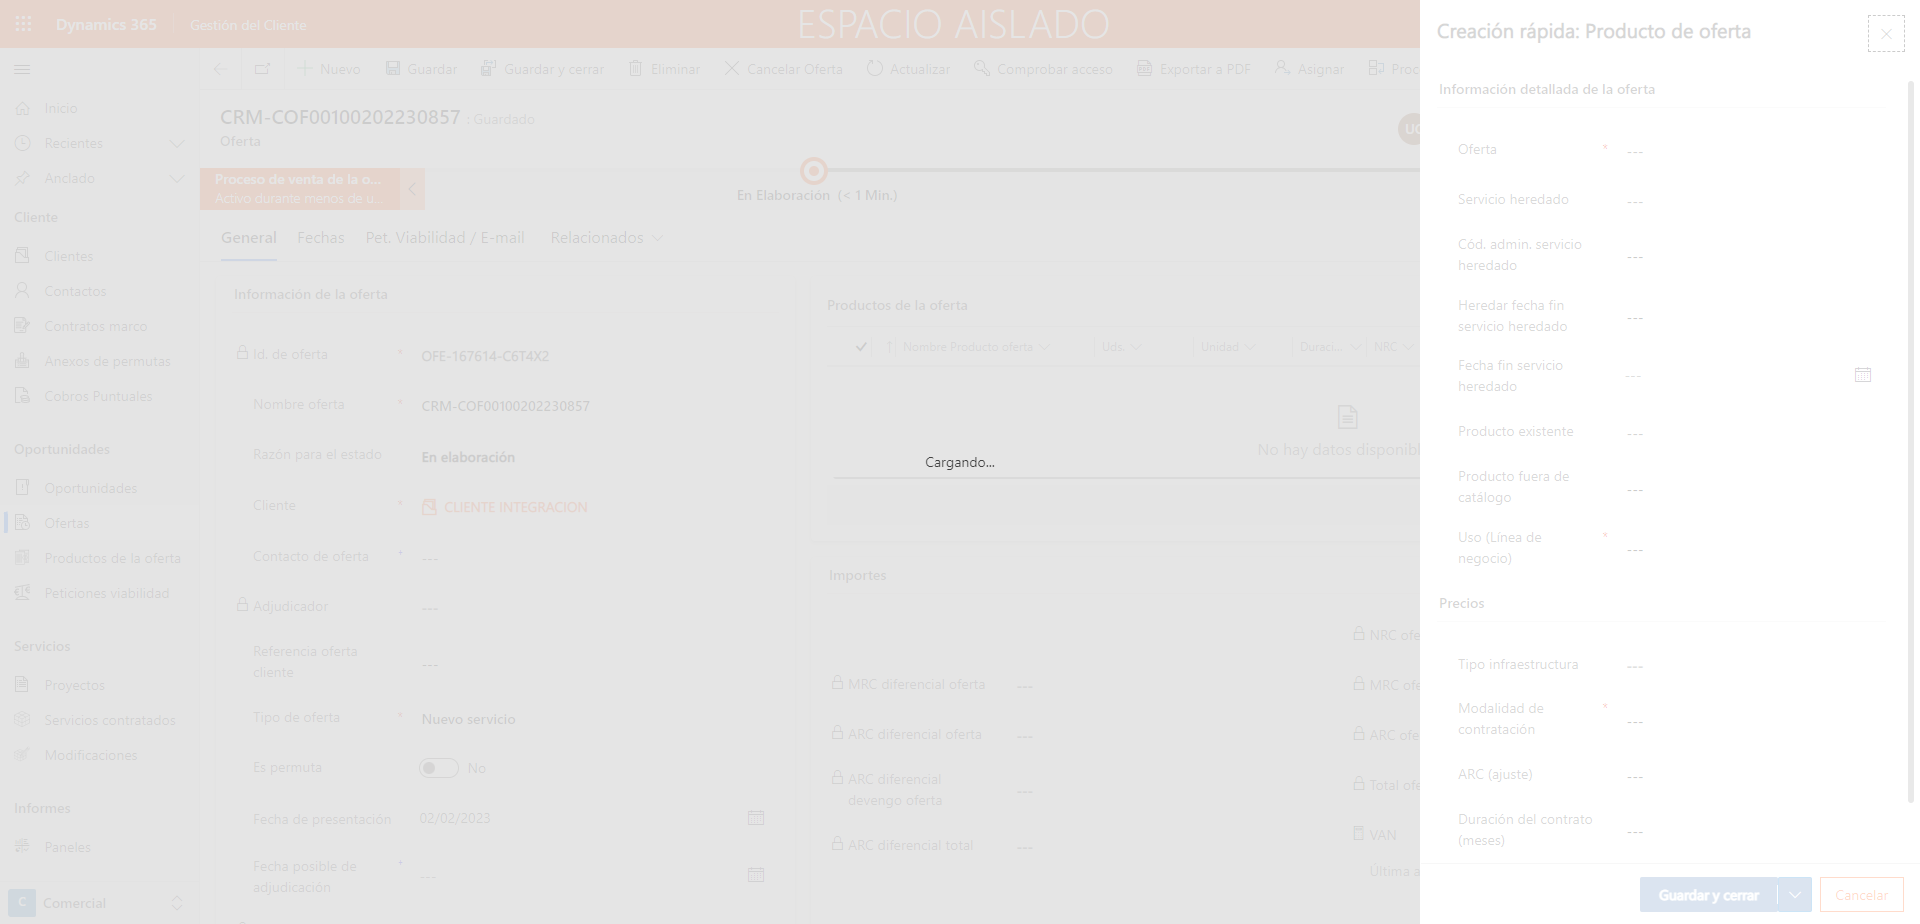 Dynamics 365
Gestión del Cliente
ESPACIO AISLADO
Nuevo
Guardar
Guardar y cerrar
Eliminar
Cancelar Oferta
Actualizar
Comprobar acceso
Exportar a PDF
Asignar
Inicio
Recientes
Anclado
Cliente
Clientes
Contactos
Contratos marco
Anexos de permutas
Cobros Puntuales
Oportunidades
Oportunidades
Ofertas
Productos de la oferta
Peticiones viabilidad
Servicios
Proyectos
Servicios contratados
Modificaciones
Informes
Paneles
C
Comercial
CRM-COF00100202230857 : Guardado
Oferta
Proceso de venta de la o...
Activo durante menos de u...
En Elaboración (< 1 Min.)
General
Fechas
Pet. Viabilidad / E-mail
Relacionados
Información de la oferta
Id. de oferta * OFE-167614-C6T4X2
Nombre oferta * CRM-COF00100202230857
Razón para el estado En elaboración
Cliente * CLIENTE INTEGRACION
Contacto de oferta + ---
Adjudicador ---
Referencia oferta
cliente ---
Tipo de oferta * Nuevo servicio
Es permuta No
Fecha de presentación 02/02/2023
Fecha posible de
adjudicación * ---
Productos de la oferta
Nombre Producto oferta
Uds.
Unidad
Duraci...
NRC
No hay datos disponibl
Cargando...
Importes
NRC ofe
MRC diferencial oferta ---
MRC ofe
ARC diferencial oferta ---
ARC ofe
ARC diferencial
devengo oferta ---
Total ofe
ARC diferencial total ---
VAN
Última a
Creación rápida: Producto de oferta
Información detallada de la oferta
Oferta * ---
Servicio heredado ---
Cód. admin. servicio
heredado ---
Heredar fecha fin
servicio heredado ---
Fecha fin servicio
heredado ---
Producto existente ---
Producto fuera de
catálogo ---
Uso (Línea de
negocio) * ---
Precios
Tipo infraestructura ---
Modalidad de
contratación * ---
ARC (ajuste) ---
Duración del contrato
(meses) ---
Guardar y cerrar
Cancelar